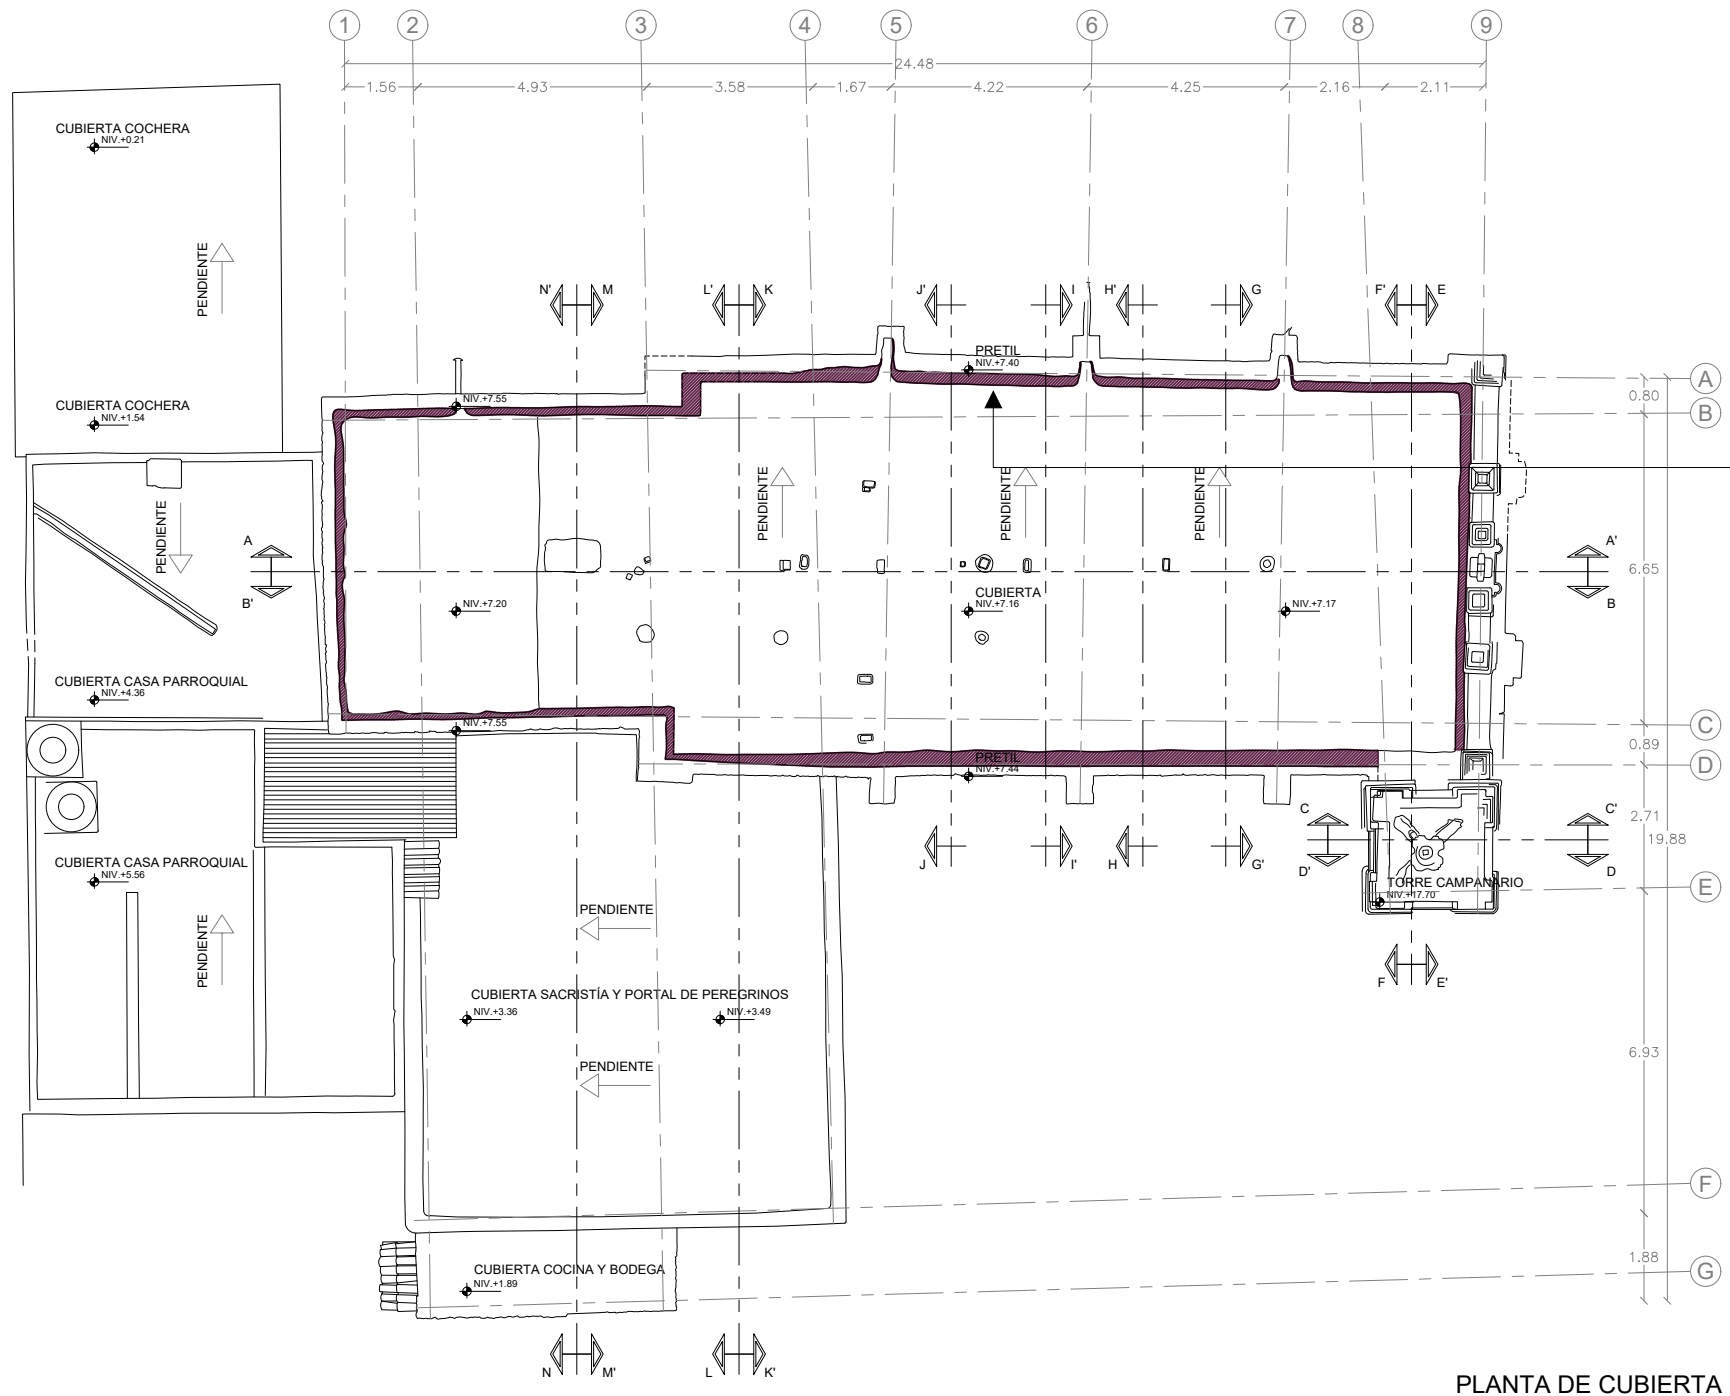 1 2 3 4 5 6 7 8 9
24.48
1.56 4.93 3.58 1.67 4.22 4.25 2.16 2.11
CUBIERTA COCHERA
NIV.+0.21
PENDIENTE
N' M L' K J' I H' G F' E
PRETIL
NIV.+7.40
A
0.80
B
CUBIERTA COCHERA
NIV.+1.54
NIV.+7.55
PENDIENTE
PENDIENTE
PENDIENTE
PENDIENTE
A
B'
A'
B
6.65
CUBIERTA
NIV.+7.20
NIV.+7.16
NIV.+7.17
CUBIERTA CASA PARROQUIAL
NIV.+4.36
NIV.+7.55
C
0.89
PRETIL
NIV.+7.44
D
2.71
19.88
C
D'
C'
D
J I' H G'
CUBIERTA CASA PARROQUIAL
NIV.+5.56
TORRE CAMPANARIO
NIV.+17.70
E
PENDIENTE
PENDIENTE
F E'
CUBIERTA SACRISTÍA Y PORTAL DE PEREGRINOS
NIV.+3.36
NIV.+3.49
6.93
PENDIENTE
F
1.88
CUBIERTA COCINA Y BODEGA
NIV.+1.89
G
N M' L K'
PLANTA DE CUBIERTA